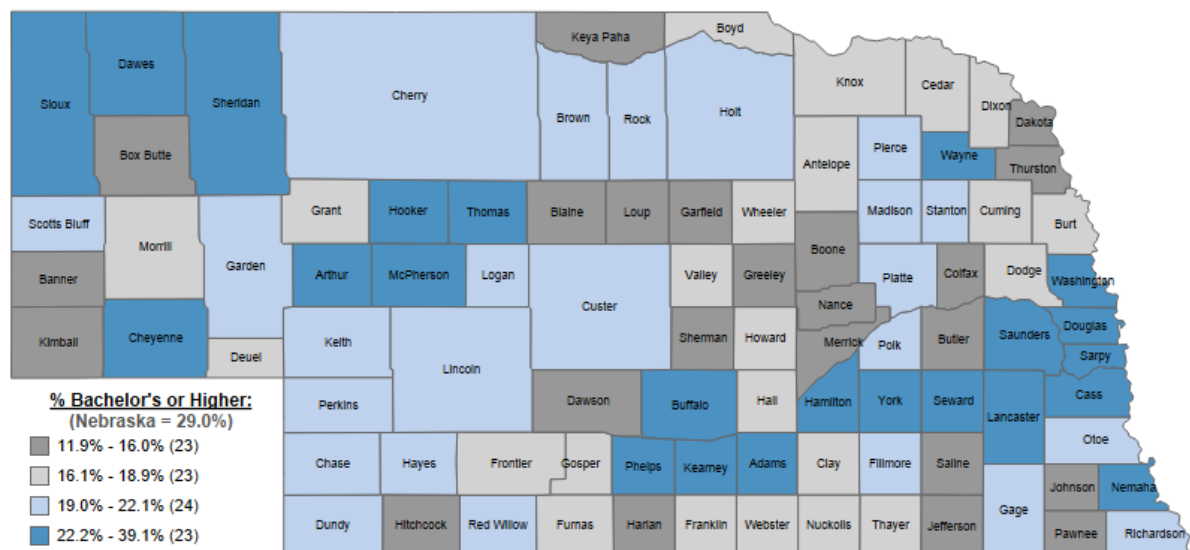 Keya Paha
Boyd
Dawes
Sioux
Sheridan
Cherry
Brown
Rock
Holt
Knox
Cedar
Dixon
Dakota
Box Butte
Antelope
Pierce
Wayne
Thurston
Scotts Bluff
Grant
Hooker
Thomas
Blaine
Loup
Garfield
Wheeler
Madison
Stanton
Cuming
Burt
Morrill
Garden
Banner
Arthur
McPherson
Logan
Custer
Valley
Greeley
Boone
Platte
Colfax
Dodge
Washington
Nance
Kimball
Cheyenne
Deuel
Keith
Lincoln
Sherman
Howard
Merrick
Polk
Butler
Saunders
Douglas
Sarpy
Perkins
Dawson
Buffalo
Hall
Hamilton
York
Seward
Lancaster
Cass
Otoe
Chase
Hayes
Frontier
Gosper
Phelps
Kearney
Adams
Clay
Fillmore
Saline
Johnson
Nemaha
Dundy
Hitchcock
Red Willow
Furnas
Harlan
Franklin
Webster
Nuckolls
Thayer
Jefferson
Gage
Pawnee
Richardson
% Bachelor's or Higher:
(Nebraska = 29.0%)
11.9% - 16.0% (23)
16.1% - 18.9% (23)
19.0% - 22.1% (24)
22.2% - 39.1% (23)